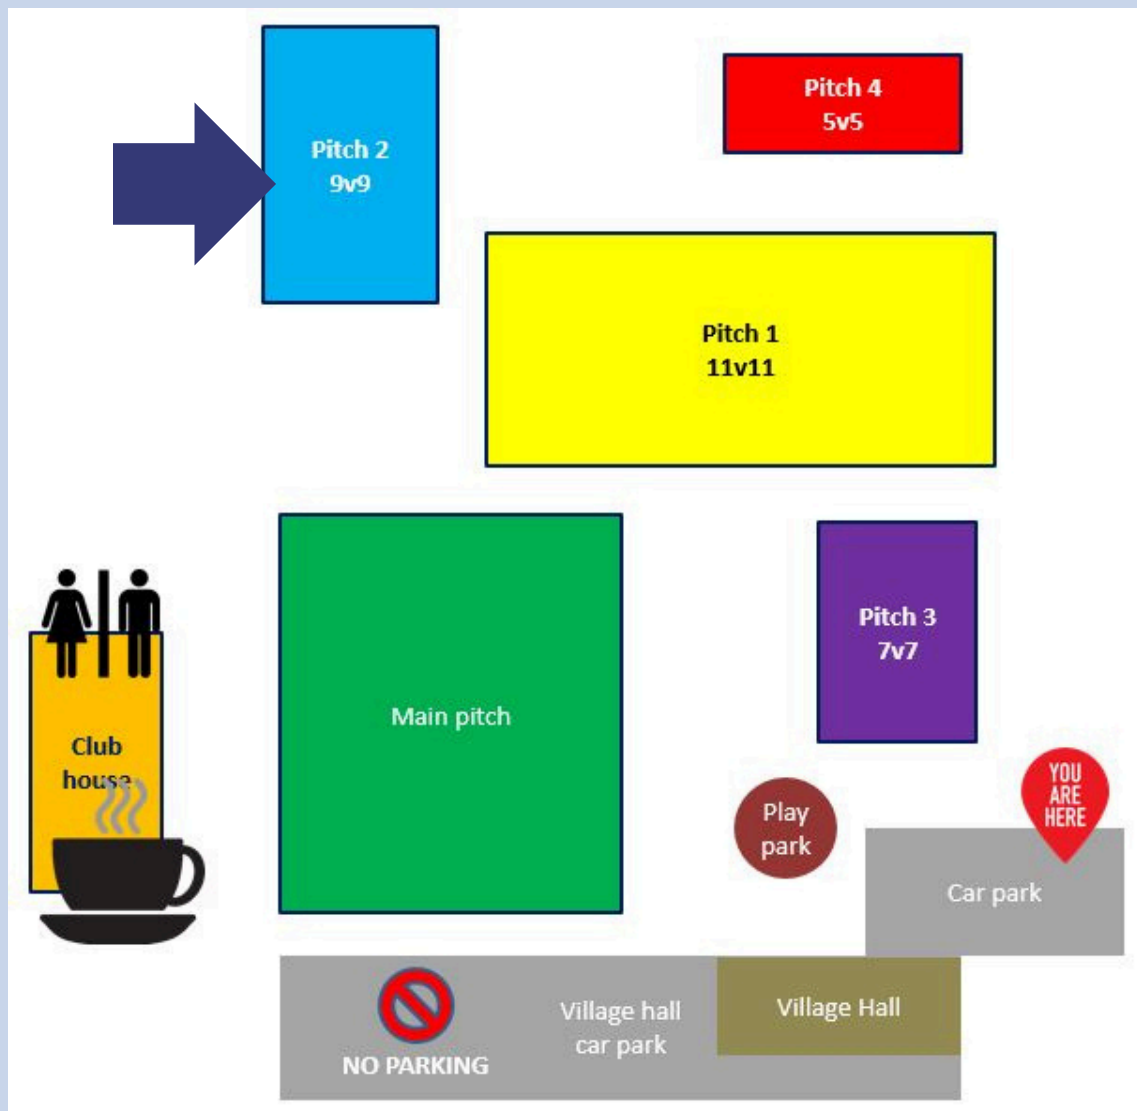 Pitch 2
9v9
Pitch 4
5v5
Pitch 1
11v11
Main pitch
Pitch 3
7v7
Club
house
Play
park
YOU
ARE
HERE
Car park
NO PARKING
Village hall
car park
Village Hall